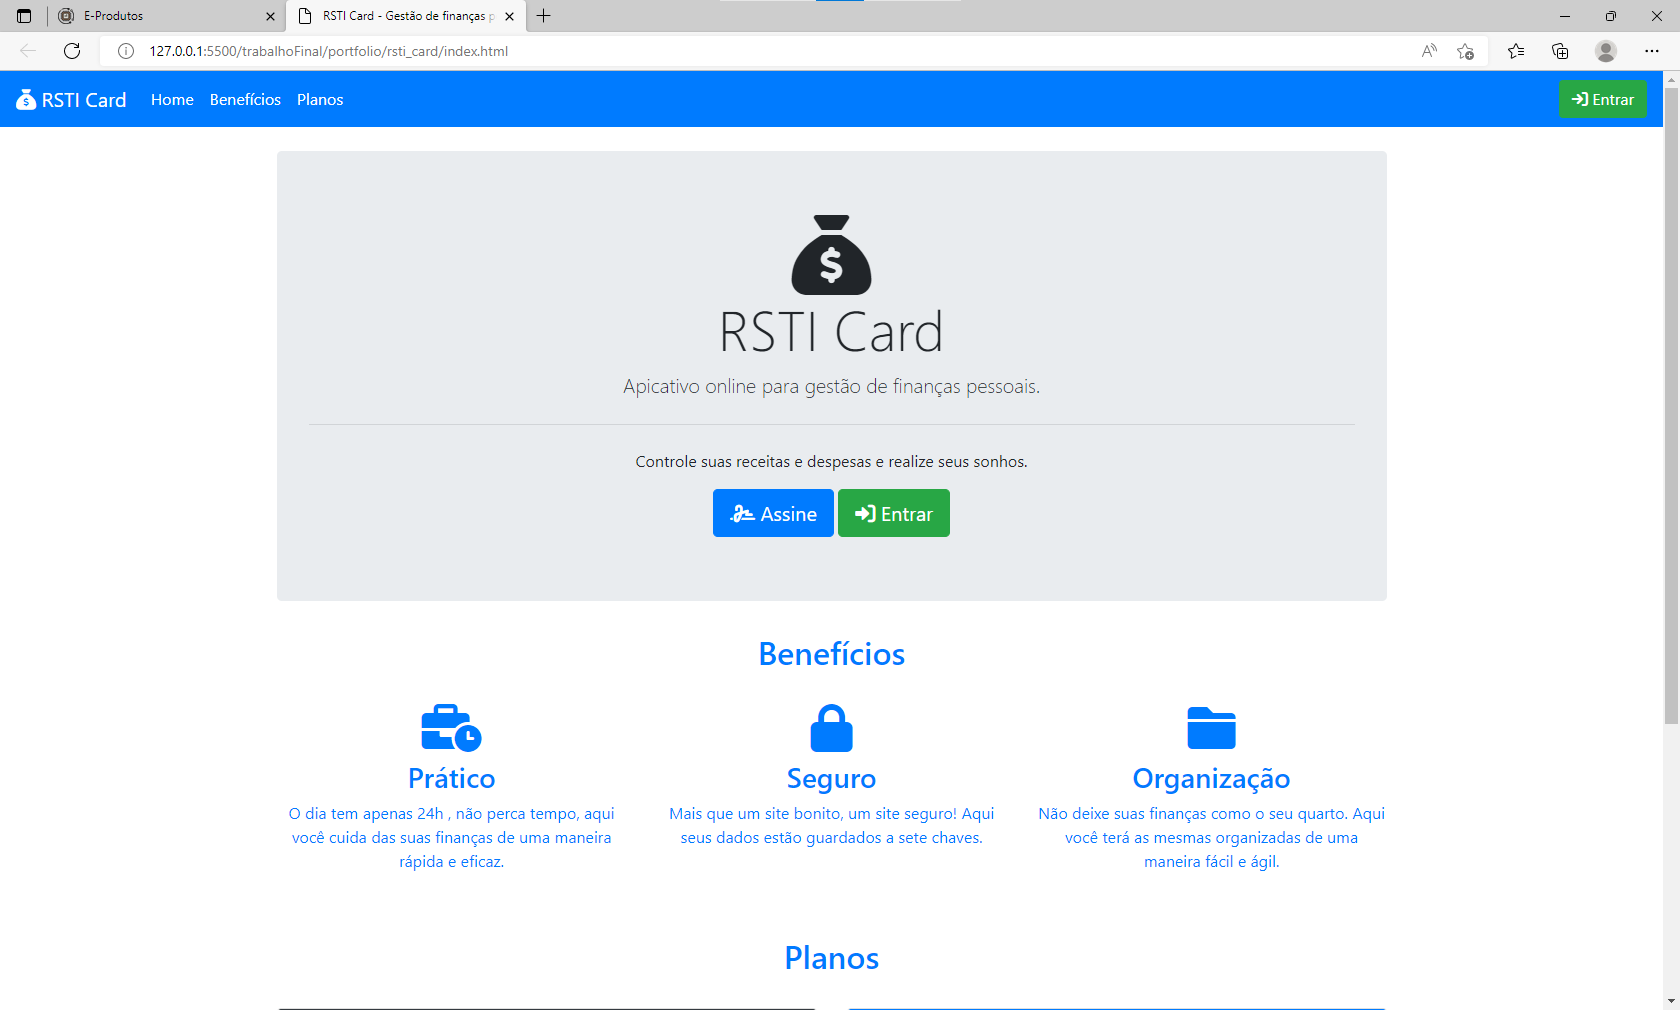 E-Produtos
RSTI Card - Gestão de finanças p
127.0.0.1:5500/trabalhoFinal/portfolio/rsti_card/index.html
RSTI Card
Home
Benefícios
Planos
Entrar
RSTI Card
Apicativo online para gestão de finanças pessoais.
Controle suas receitas e despesas e realize seus sonhos.
Assine
Entrar
Benefícios
Prático
O dia tem apenas 24h , não perca tempo, aqui
você cuida das suas finanças de uma maneira
rápida e eficaz.
Seguro
Mais que um site bonito, um site seguro! Aqui
seus dados estão guardados a sete chaves.
Organização
Não deixe suas finanças como o seu quarto. Aqui
você terá as mesmas organizadas de uma
maneira fácil e ágil.
Planos